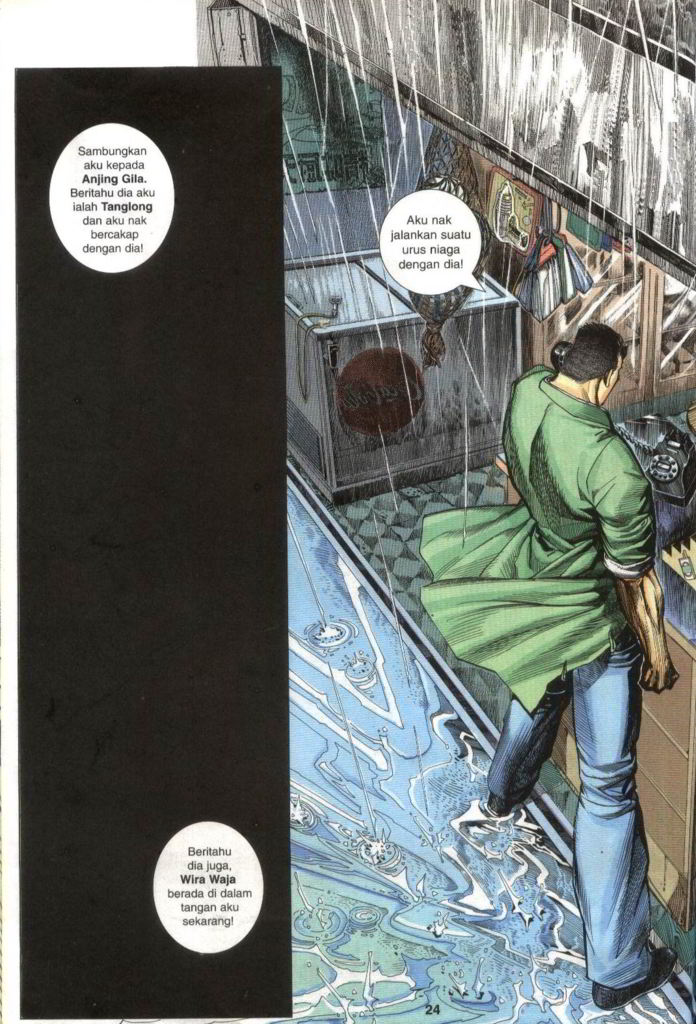 Sambungkan
aku kepada
Anjing Gila.
Beritahu dia aku
ialah Tanglong
dan aku nak
bercakap
dengan dia!
Aku nak
jalankan suatu
urus niaga
dengan dia!
Beritahu
dia juga,
Wira Waja
berada di dalam
tangan aku
sekarang!
24